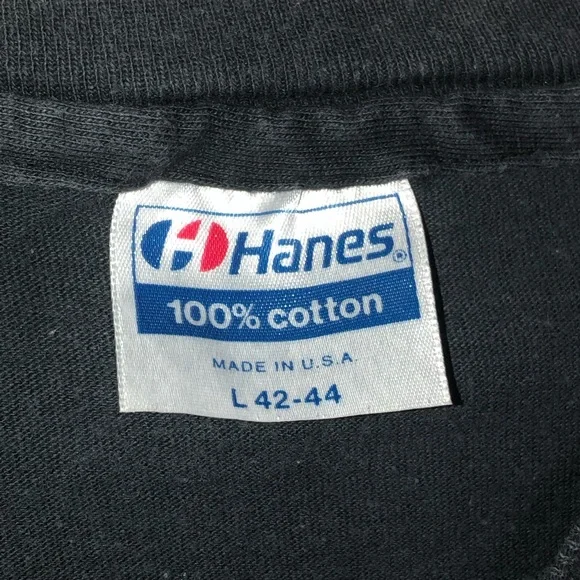 Hanes®
100% cotton
MADE IN U.S.A.
L 42-44